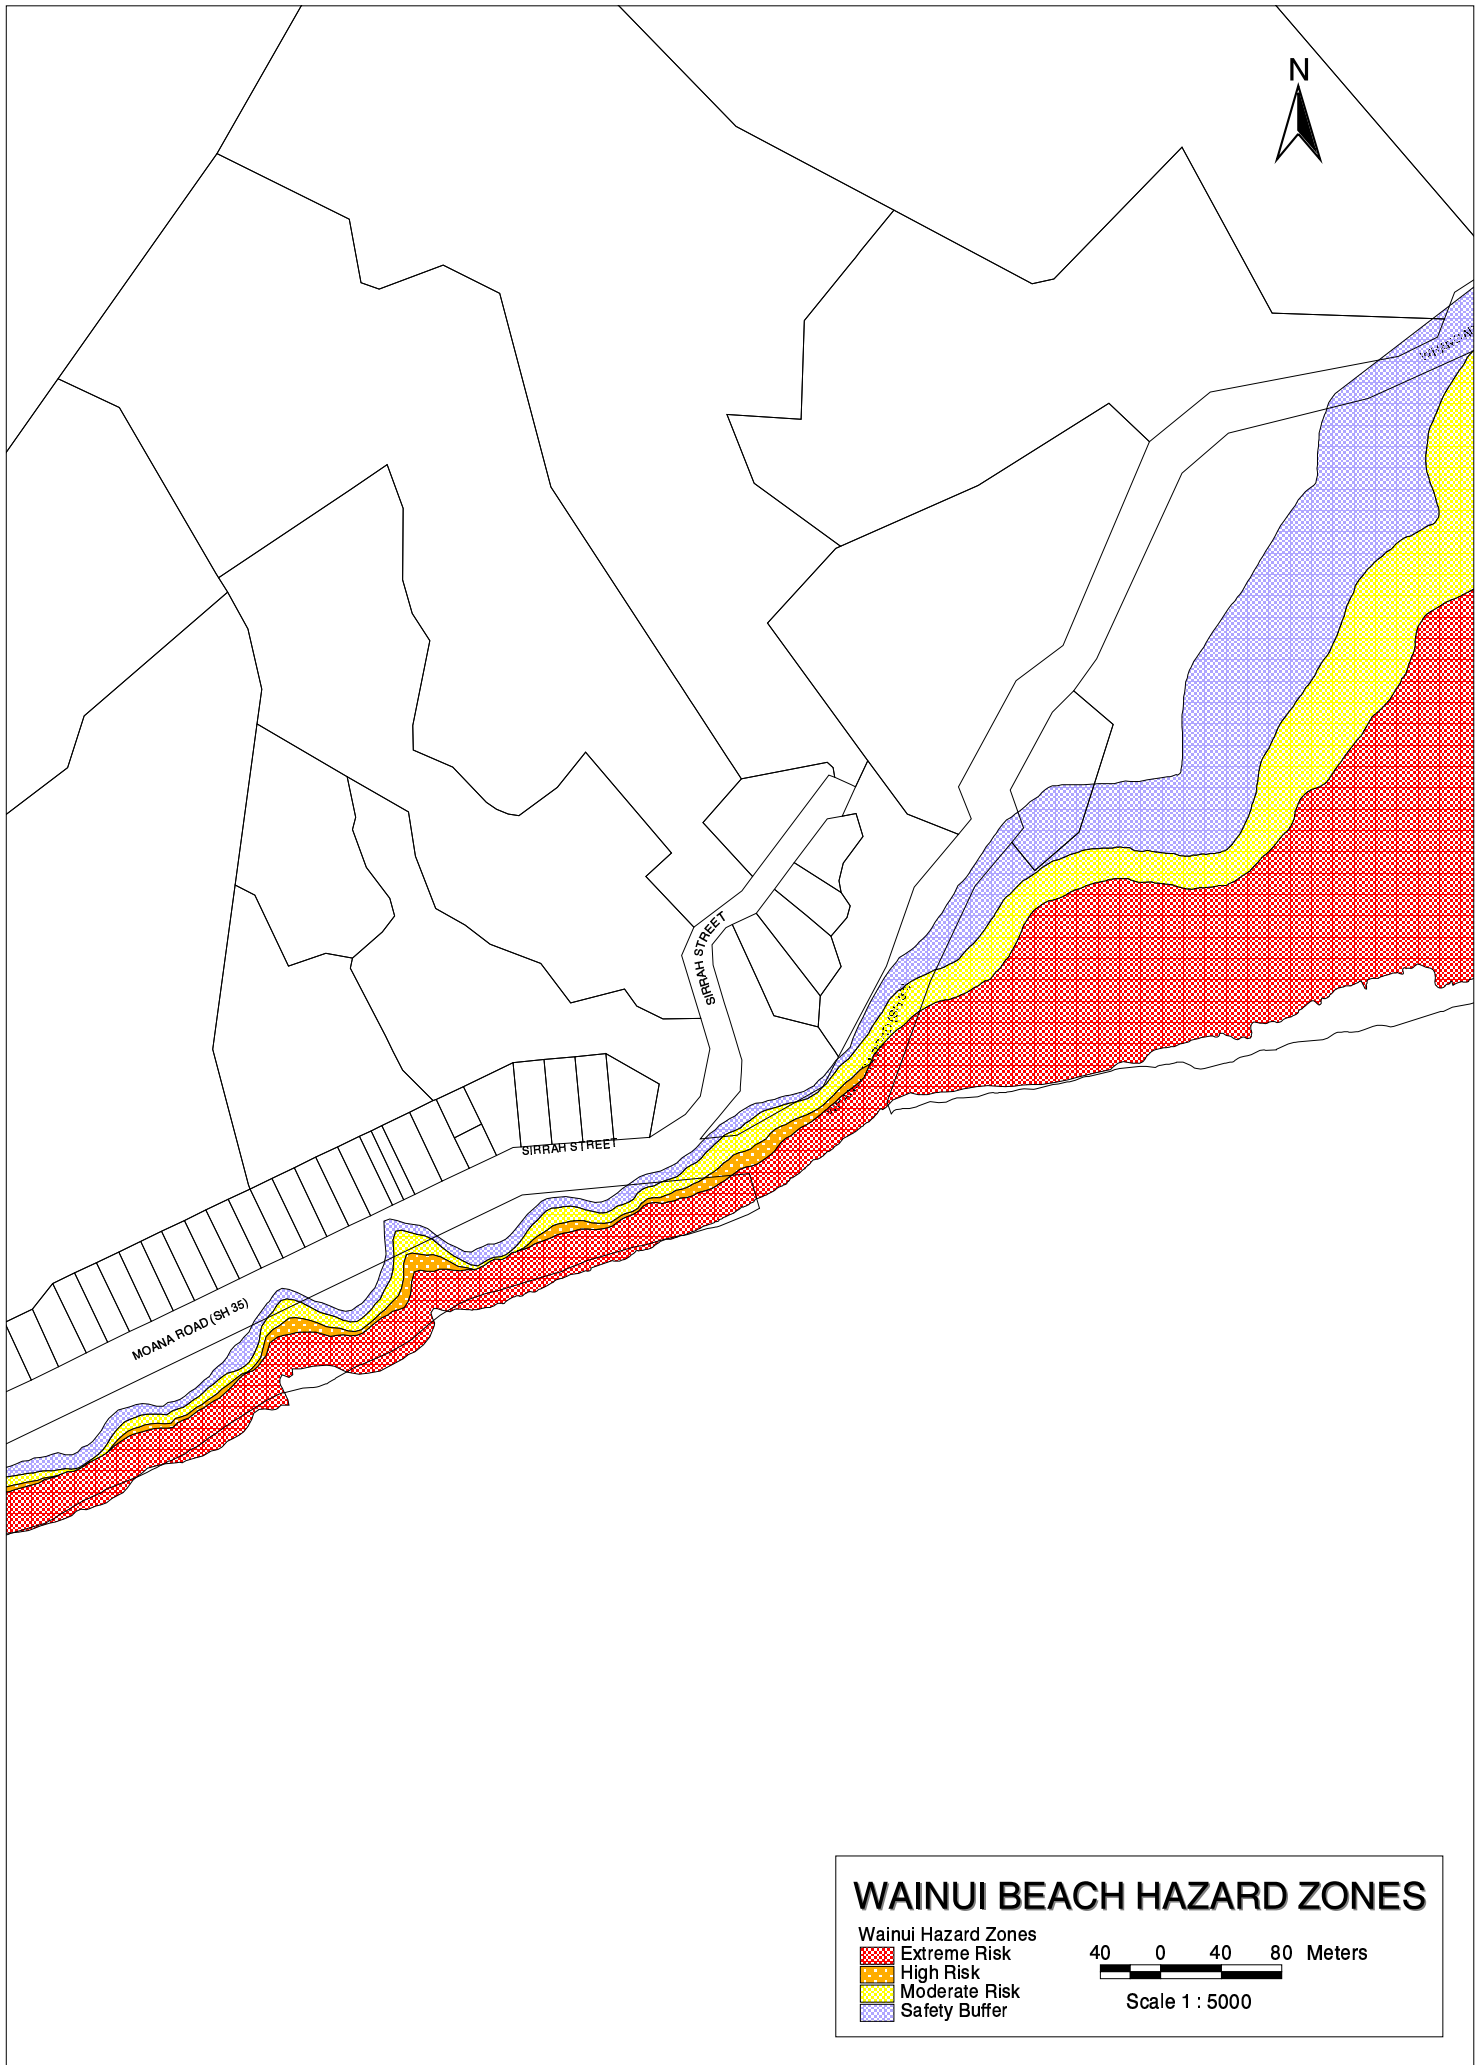 N
SIRRAH STREET
SIRRAH STREET
MOANA ROAD (SH 35)
WAINUI BEACH HAZARD ZONES
Wainui Hazard Zones
Extreme Risk
High Risk
Moderate Risk
Safety Buffer
40 0 40 80 Meters
Scale 1 : 5000